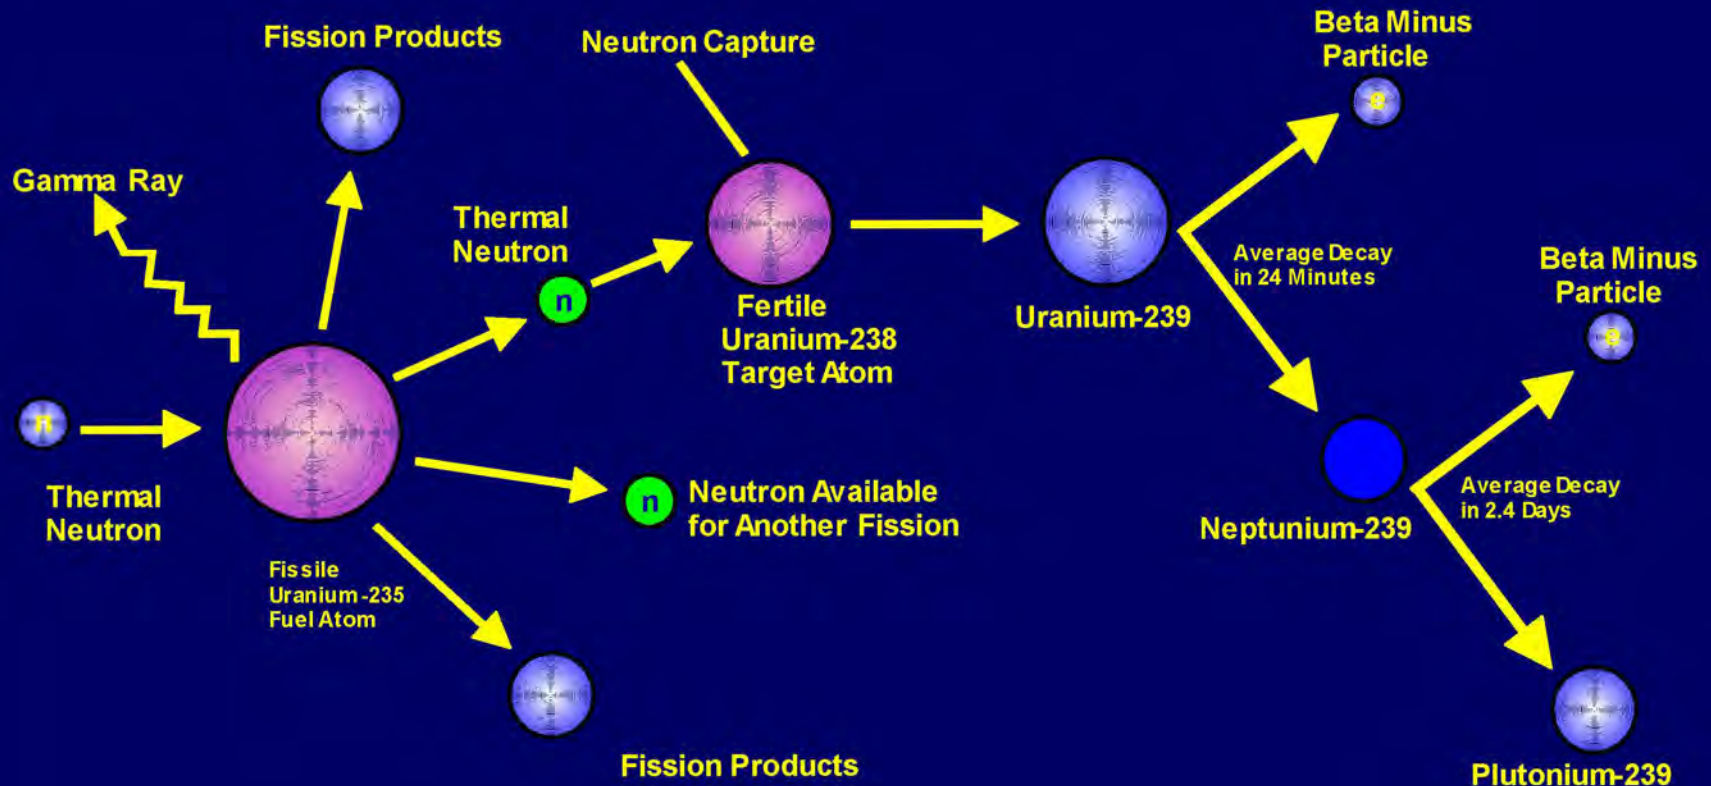 Fission Products
Neutron Capture
Beta Minus
Particle
e
Gamma Ray
Thermal
Neutron
n
Average Decay
in 24 Minutes
Beta Minus
Particle
e
Fertile
Uranium-238
Target Atom
Uranium-239
n
Thermal
Neutron
n
Neutron Available
for Another Fission
Neptunium-239
Average Decay
in 2.4 Days
Fissile
Uranium-235
Fuel Atom
Fission Products
Plutonium-239